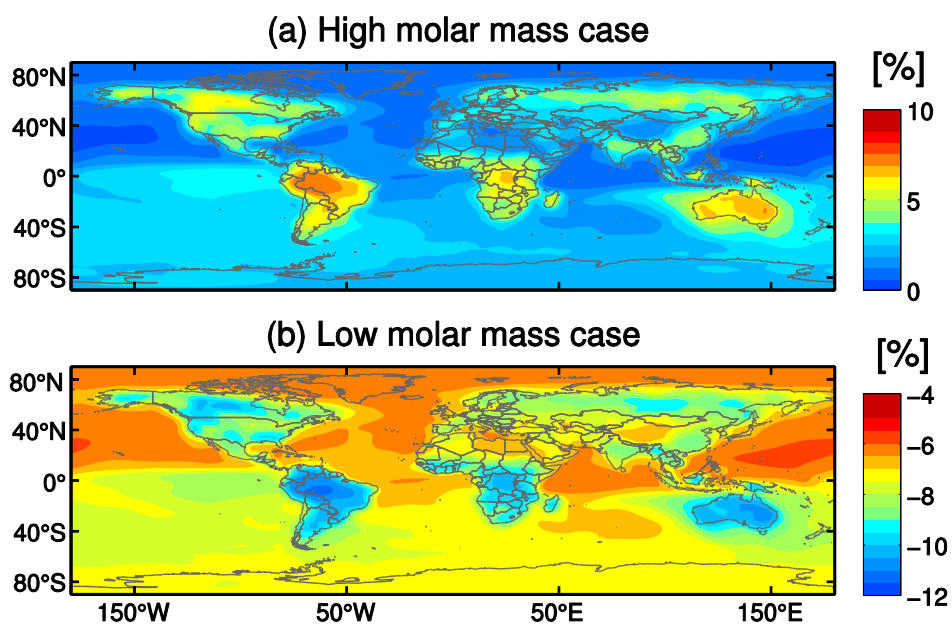 (a) High molar mass case
[%]
80°N
40°N
0°
40°S
80°S
10
5
0
(b) Low molar mass case
[%]
80°N
40°N
0°
40°S
80°S
−4
−6
−8
−10
−12
150°W 50°W 50°E 150°E